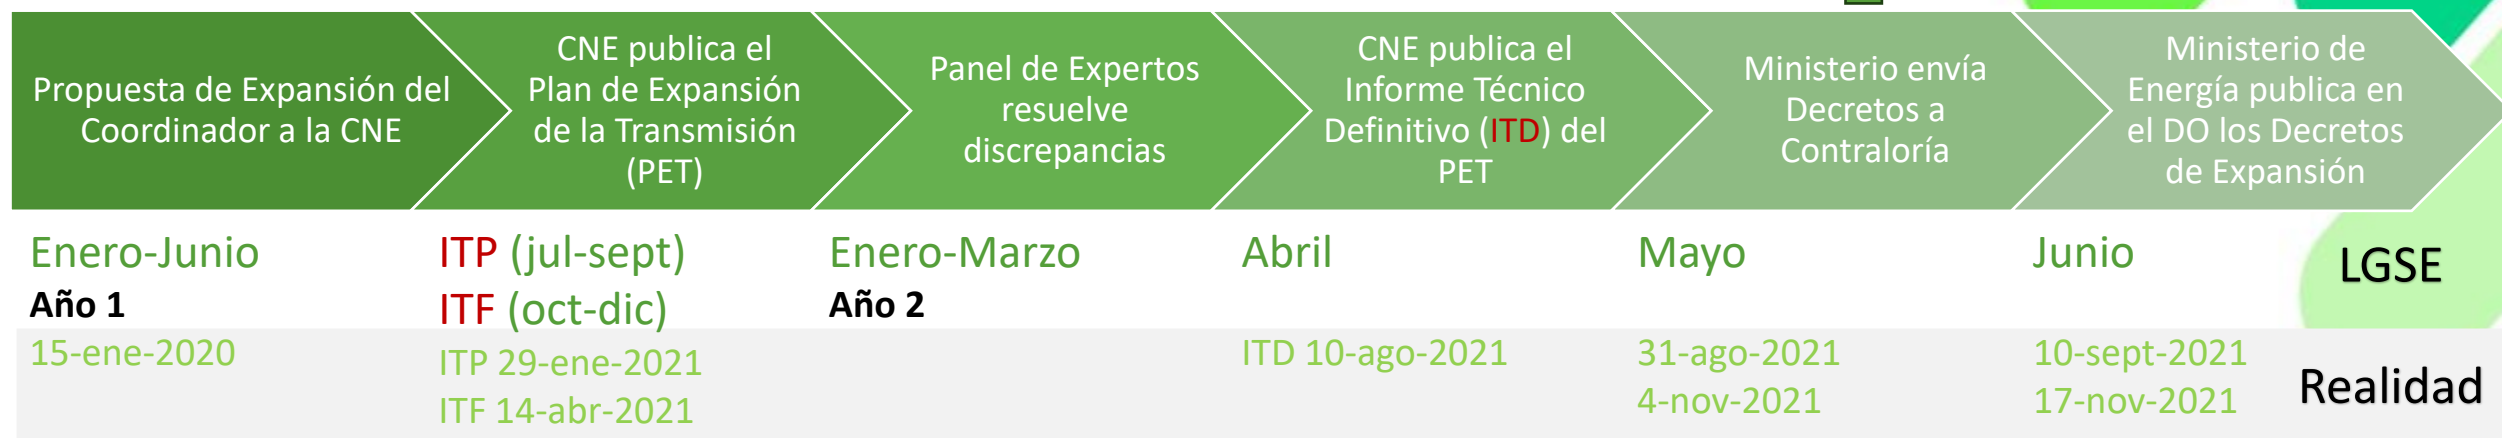 Propuesta de Expansión del
Coordinador a la CNE
CNE publica el
Plan de Expansión
de la Transmisión
(PET)
Panel de Expertos
resuelve
discrepancias
CNE publica el
Informe Técnico
Definitivo (ITD) del
PET
Ministerio envía
Decretos a
Contraloría
Ministerio de
Energía publica en
el DO los Decretos
de Expansión
Enero-Junio
Año 1
ITP (jul-sept)
ITF (oct-dic)
Enero-Marzo
Año 2
Abril
Mayo
Junio
LGSE
15-ene-2020
ITP 29-ene-2021
ITF 14-abr-2021
ITD 10-ago-2021
31-ago-2021
4-nov-2021
10-sept-2021
17-nov-2021
Realidad